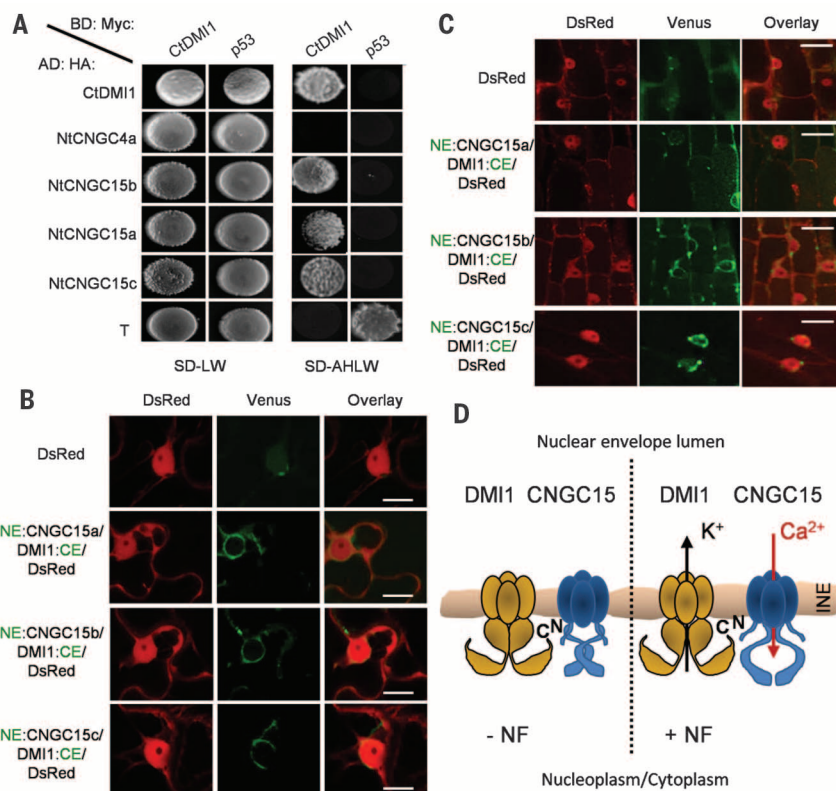 A
BD: Myc:
CtDMI1
p53
CtDMI1
p53
AD: HA:
CtDMI1
NtCNGC4a
NtCNGC15b
NtCNGC15a
NtCNGC15c
T
SD-LW
SD-AHLW
B
DsRed
Venus
Overlay
DsRed
NE:CNGC15a/
DMI1:CE/
DsRed
NE:CNGC15b/
DMI1:CE/
DsRed
NE:CNGC15c/
DMI1:CE/
DsRed
C
DsRed
Venus
Overlay
DsRed
NE:CNGC15a/
DMI1:CE/
DsRed
NE:CNGC15b/
DMI1:CE/
DsRed
NE:CNGC15c/
DMI1:CE/
DsRed
D
Nuclear envelope lumen
DMI1 CNGC15
DMI1 CNGC15
K+
Ca2+
INE
C N
C N
- NF
+ NF
Nucleoplasm/Cytoplasm